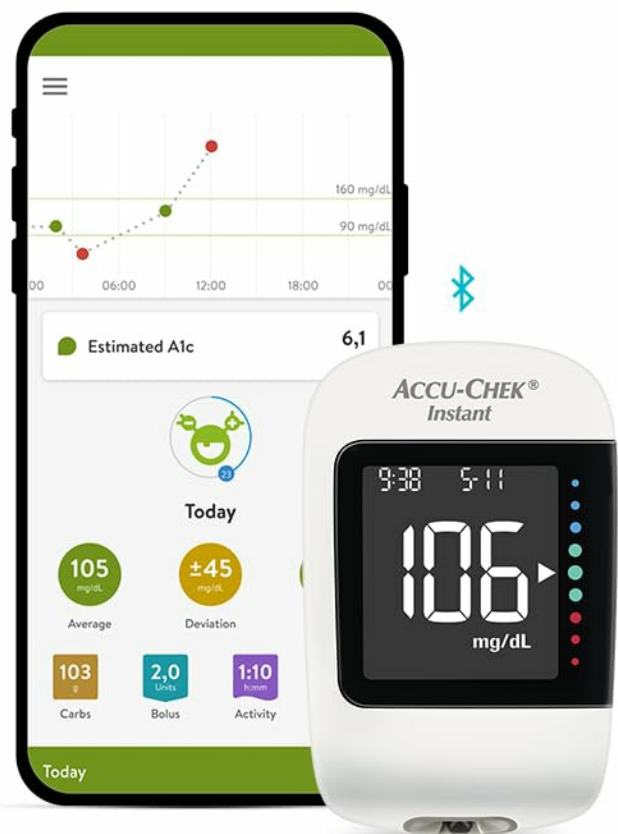 160 mg/dL
90 mg/dL
00 06:00 12:00 18:00 00
Estimated A1c 6,1
23
Today
105
mg/dL
Average
±45
mg/dL
Deviation
103
g
Carbs
2,0
Units
Bolus
1:10
h:mm
Activity
Today
ACCU-CHEK®
Instant
9:38 5-11
106
mg/dL